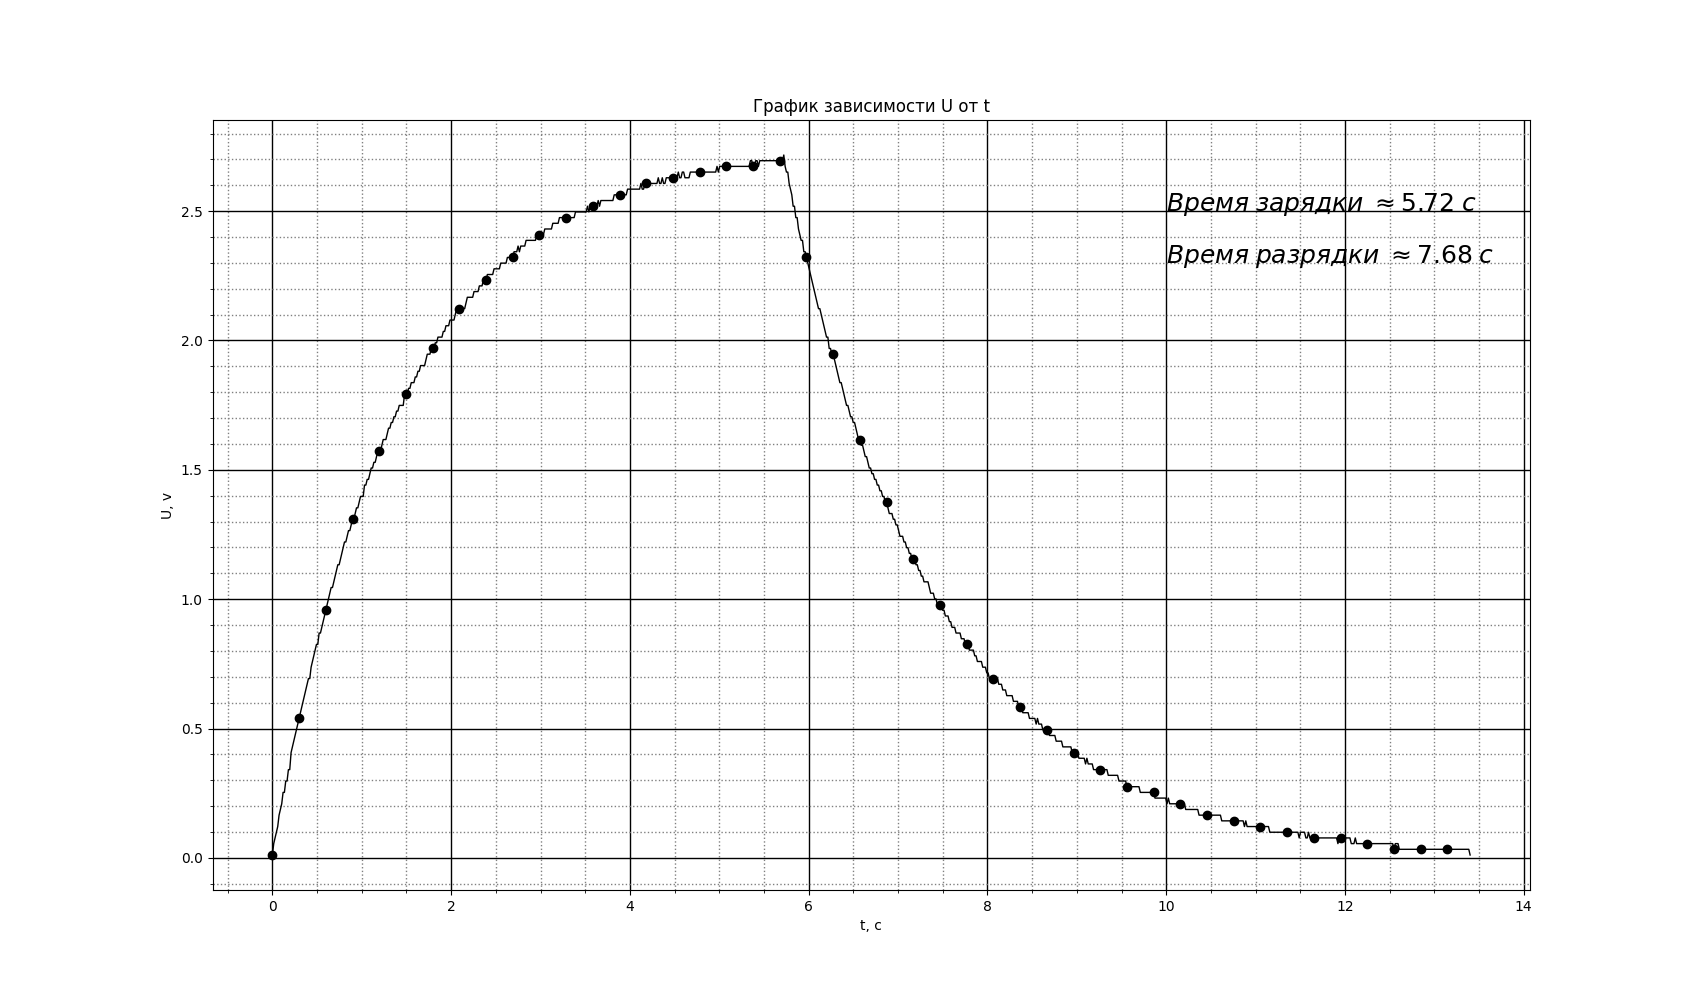 График зависимости U от t
Время зарядки ≈ 5.72 c
Время разрядки ≈ 7.68 c
2.5
2.0
1.5
1.0
0.5
0.0
U, v
0 2 4 6 8 10 12 14
t, c